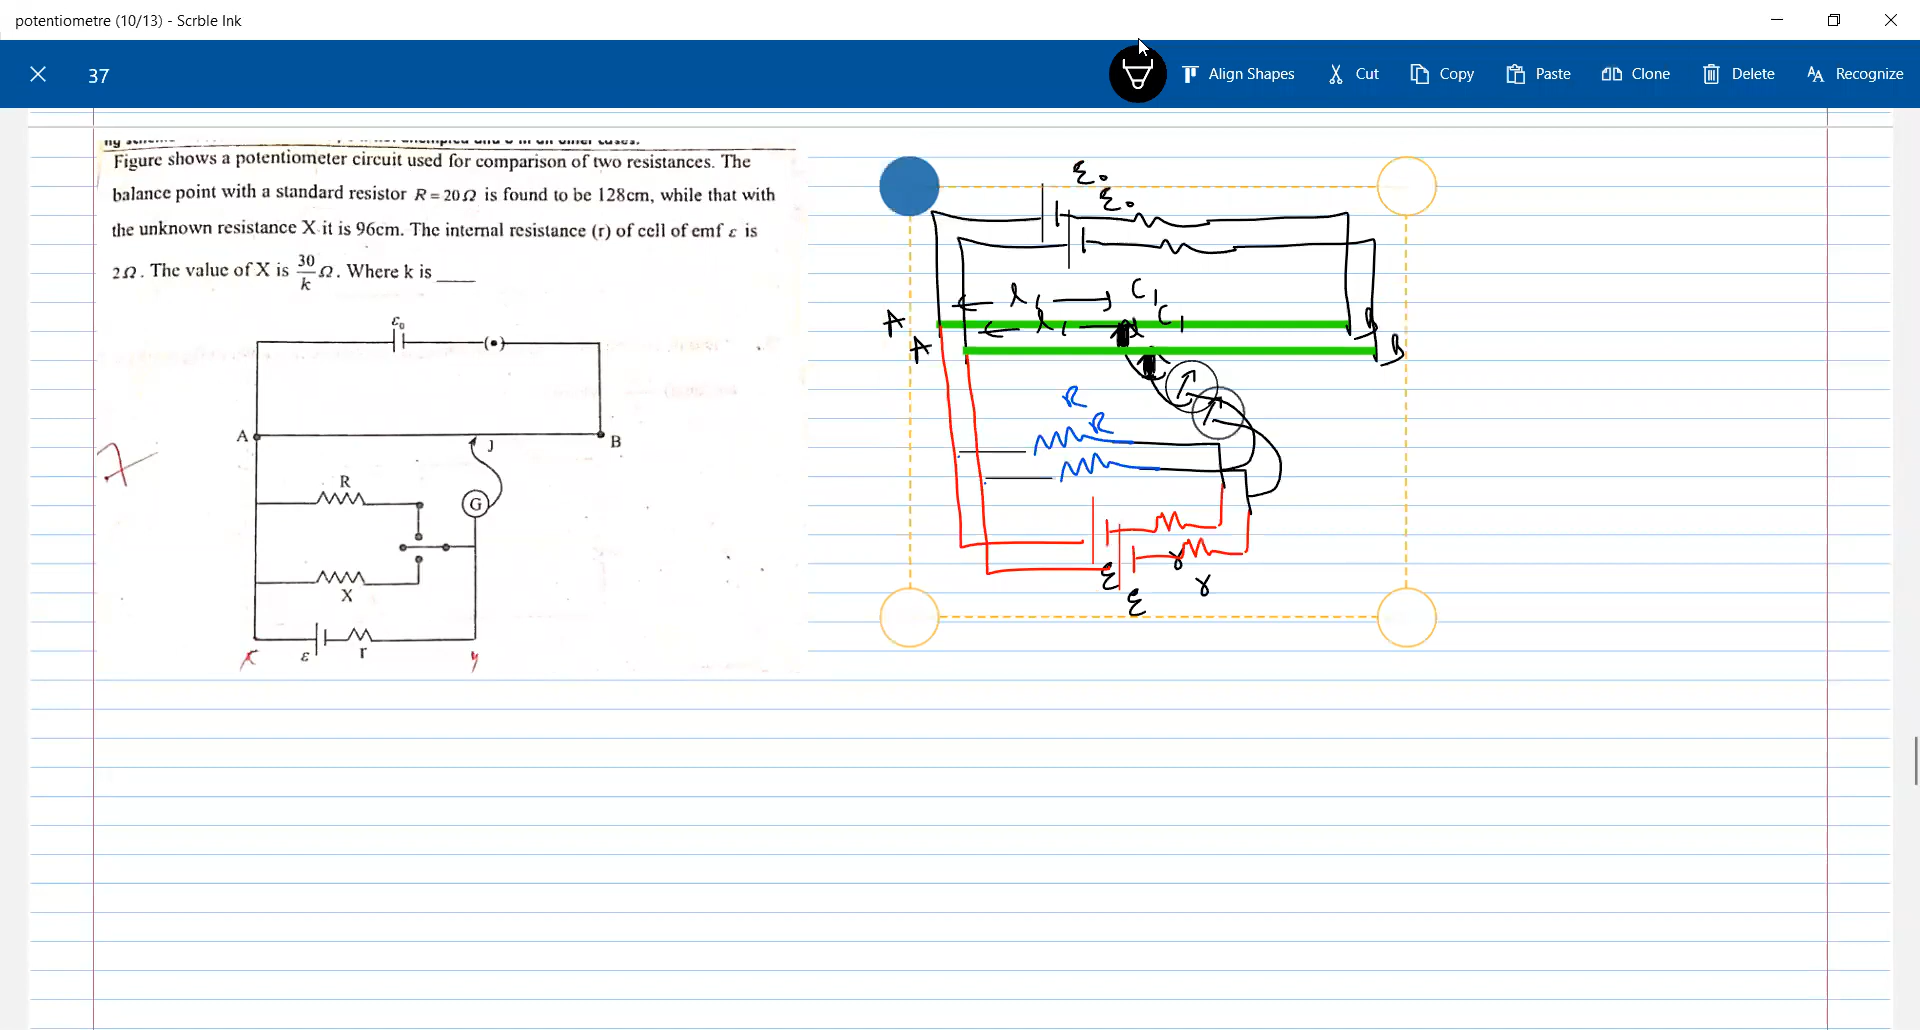 potentiometre (10/13) - Scrble Ink
37
Align Shapes
Cut
Copy
Paste
Clone
Delete
Recognize
Figure shows a potentiometer circuit used for comparison of two resistances. The
balance point with a standard resistor R = 20Ω is found to be 128cm, while that with
the unknown resistance X it is 96cm. The internal resistance (r) of cell of emf ε is
2Ω. The value of X is 30/k Ω. Where k is ____
ε₀
A
J
B
R
G
X
ε
r
x
y
ε₀
ε₀
l₁
C₁
A
l₁
C₁
A
B
R
R
r
ε
r
ε